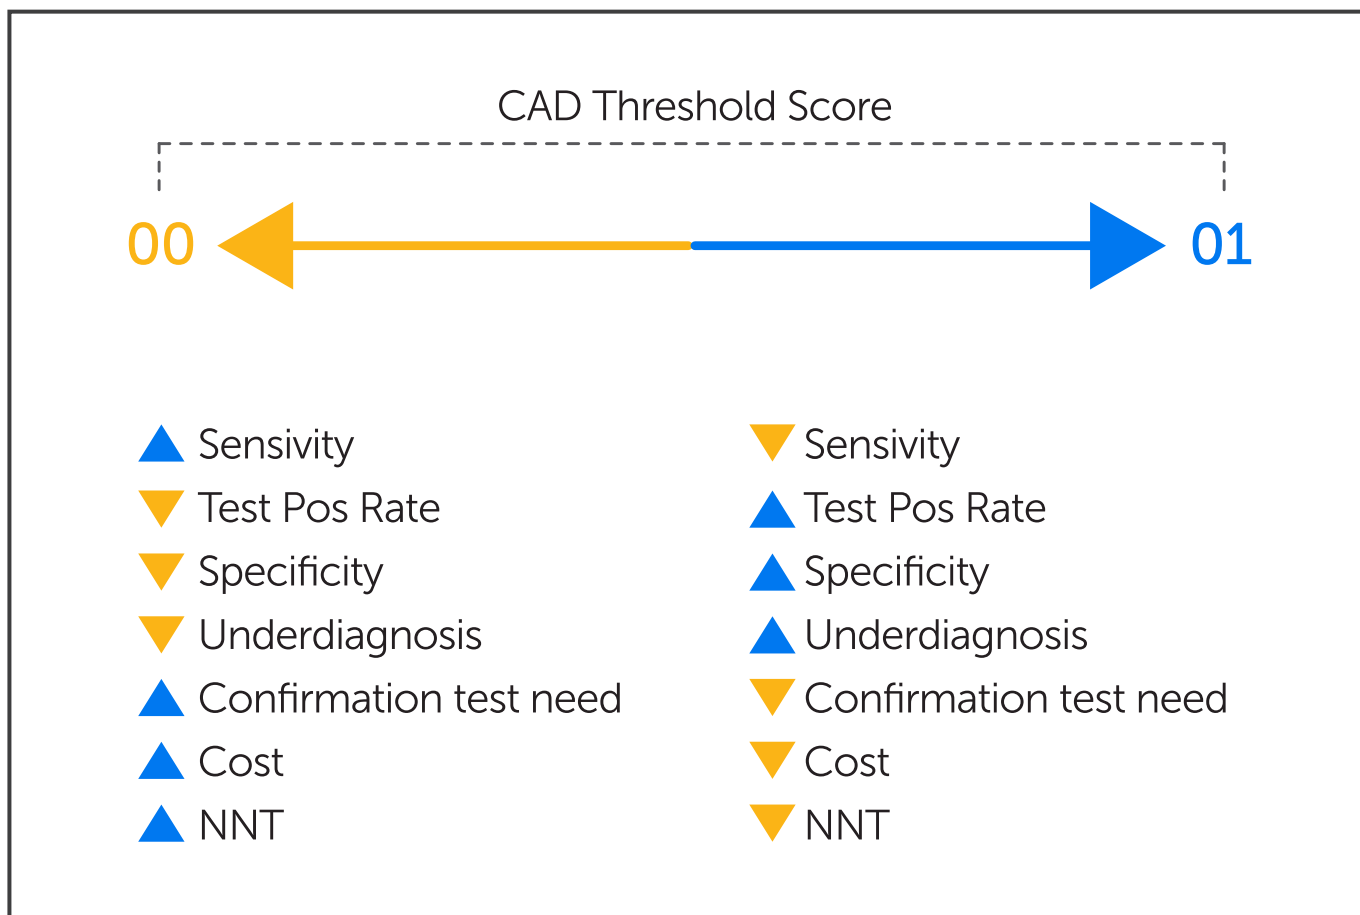 CAD Threshold Score
00
01
Sensivity
Test Pos Rate
Specificity
Underdiagnosis
Confirmation test need
Cost
NNT
Sensivity
Test Pos Rate
Specificity
Underdiagnosis
Confirmation test need
Cost
NNT